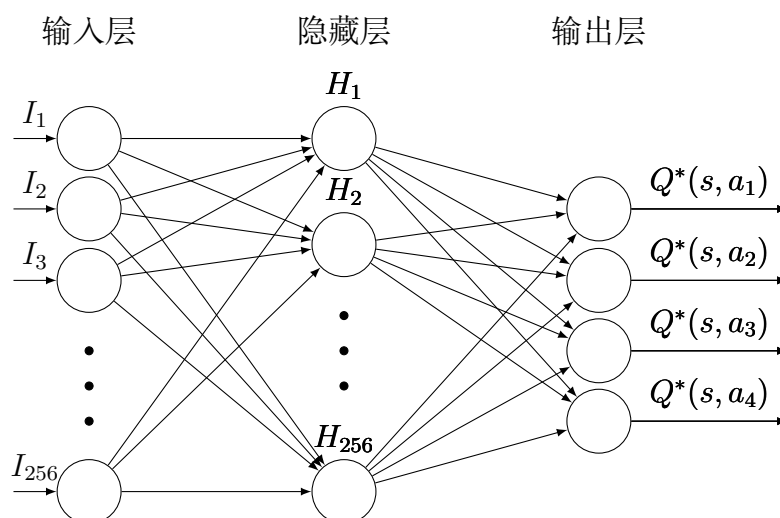 输入层 隐藏层 输出层
H₁
I₁
I₂
H₂
Q*(s, a₁)
I₃
Q*(s, a₂)
Q*(s, a₃)
Q*(s, a₄)
H₂₅₆
I₂₅₆